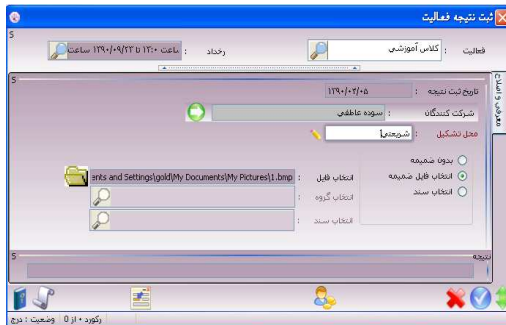 ثبت نتیجه فعالیت
فعالیت : کلاس آموزشی
رخداد : ساعت ۱۲:۰۰ تا ۱۳۹۰/۰۹/۲۲ ساعت
معرفی و اصلاح
تاریخ ثبت نتیجه : ۱۳۹۰/۰۲/۰۵
شرکت کنندگان : سوده عاطفی
محل تشکیل : شریعتی
بدون ضمیمه
انتخاب فایل ضمیمه
انتخاب سند
انتخاب فایل : ents and Settings\gold\My Documents\My Pictures\1.bmp
انتخاب گروه :
انتخاب سند :
نتیجه
رکورد ۰ از 0 وضعیت : درج